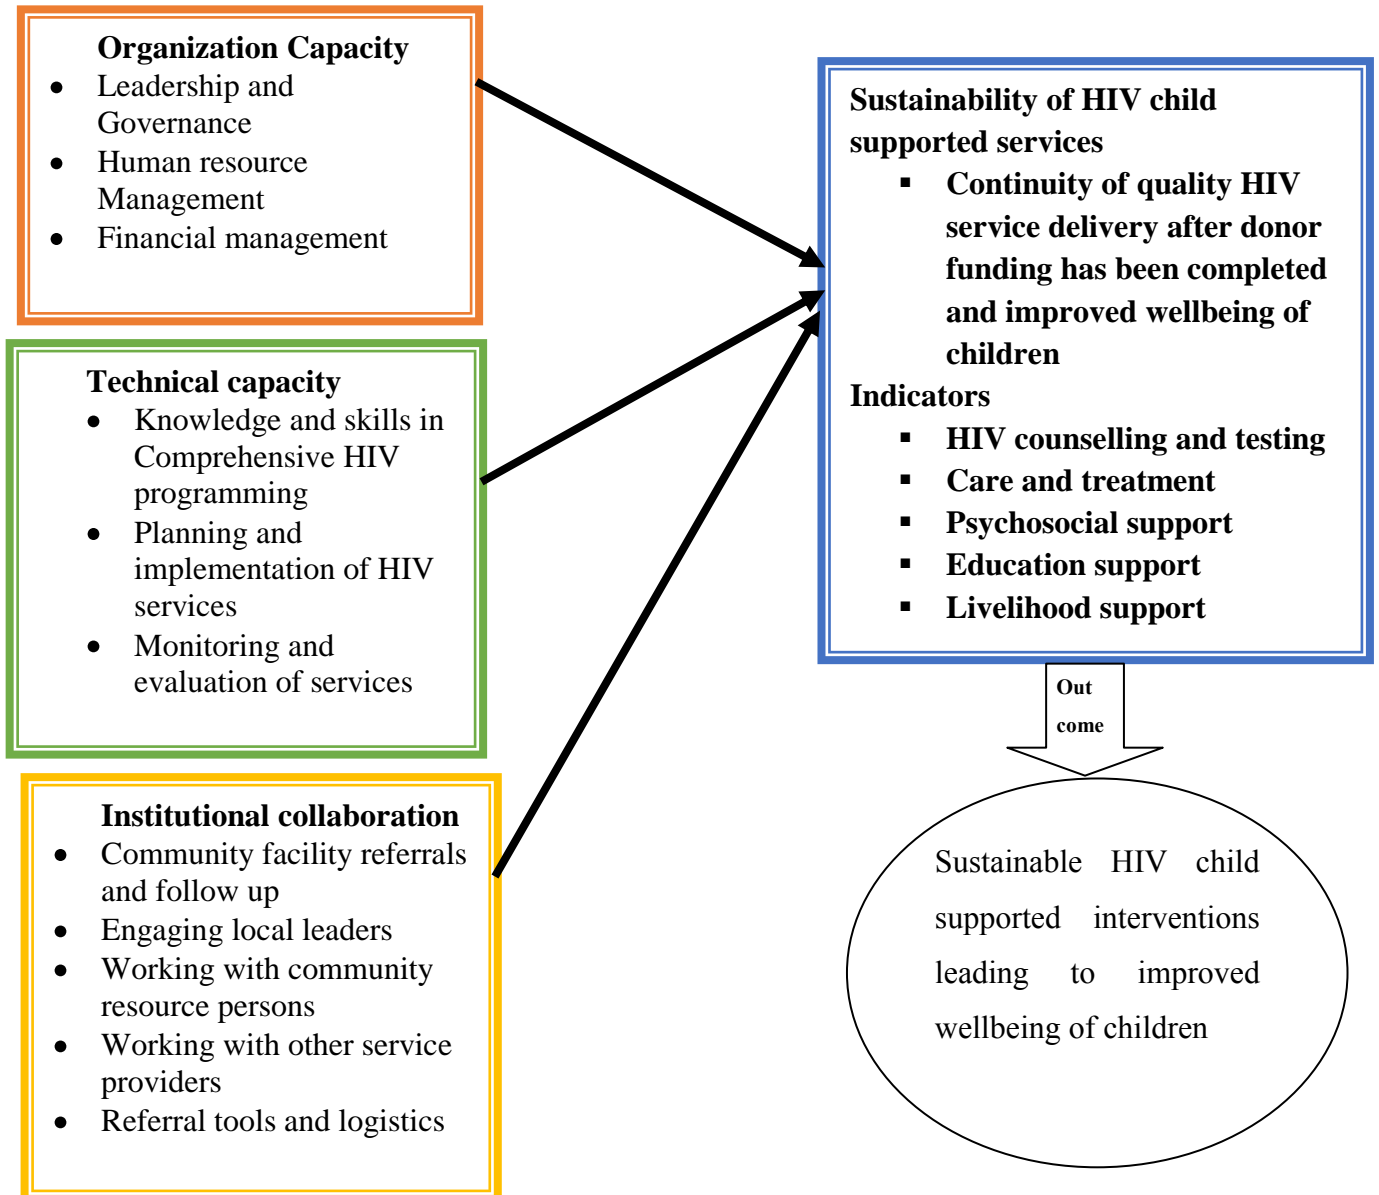 Organization Capacity
• Leadership and
Governance
• Human resource
Management
• Financial management
Technical capacity
• Knowledge and skills in
Comprehensive HIV
programming
• Planning and
implementation of HIV
services
• Monitoring and
evaluation of services
Institutional collaboration
• Community facility referrals
and follow up
• Engaging local leaders
• Working with community
resource persons
• Working with other service
providers
• Referral tools and logistics
Sustainability of HIV child
supported services
▪ Continuity of quality HIV
service delivery after donor
funding has been completed
and improved wellbeing of
children
Indicators
▪ HIV counselling and testing
▪ Care and treatment
▪ Psychosocial support
▪ Education support
▪ Livelihood support
Out
come
Sustainable HIV child
supported interventions
leading to improved
wellbeing of children